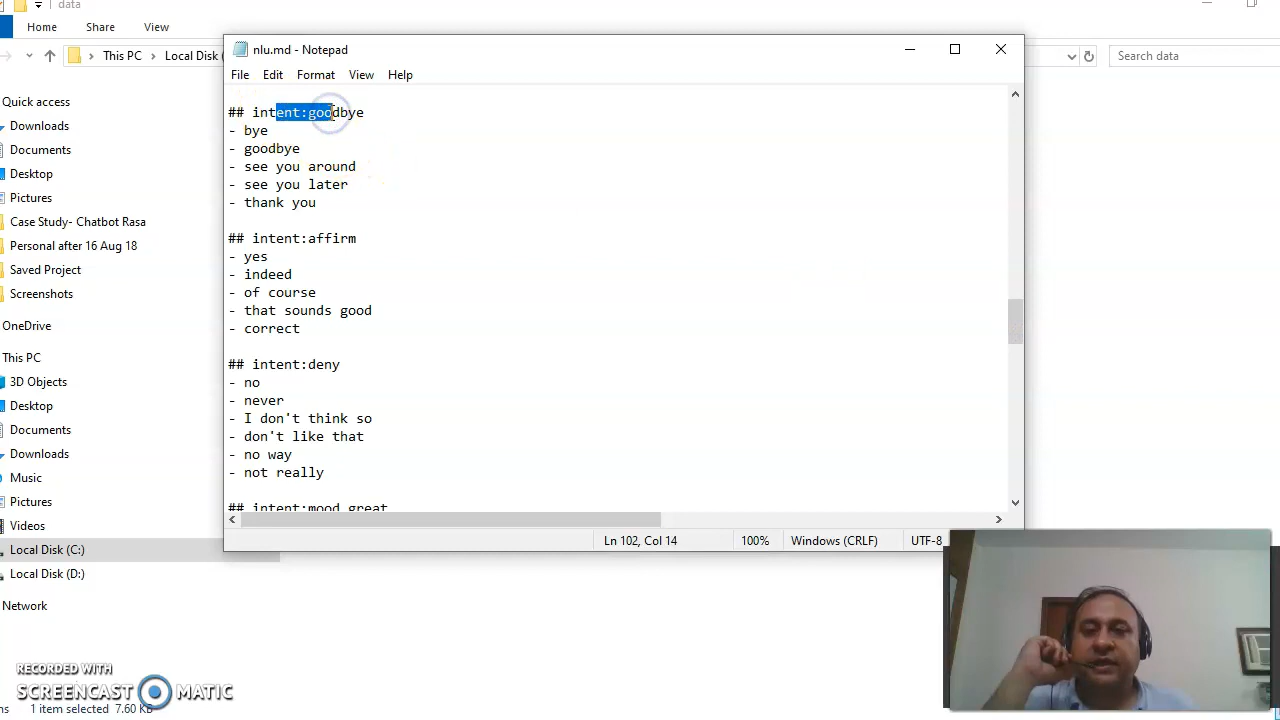 data
Home Share View
This PC Local Disk (
Search data
Quick access
Downloads
Documents
Desktop
Pictures
Case Study- Chatbot Rasa
Personal after 16 Aug 18
Saved Project
Screenshots
OneDrive
This PC
3D Objects
Desktop
Documents
Downloads
Music
Pictures
Videos
Local Disk (C:)
Local Disk (D:)
Network
1 item selected 7.60 KB
nlu.md - Notepad
File Edit Format View Help
## intent:goodbye
- bye
- goodbye
- see you around
- see you later
- thank you
## intent:affirm
- yes
- indeed
- of course
- that sounds good
- correct
## intent:deny
- no
- never
- I don't think so
- don't like that
- no way
- not really
## intent:mood_great
Ln 102, Col 14 100% Windows (CRLF) UTF-8
RECORDED WITH
SCREENCAST MATIC